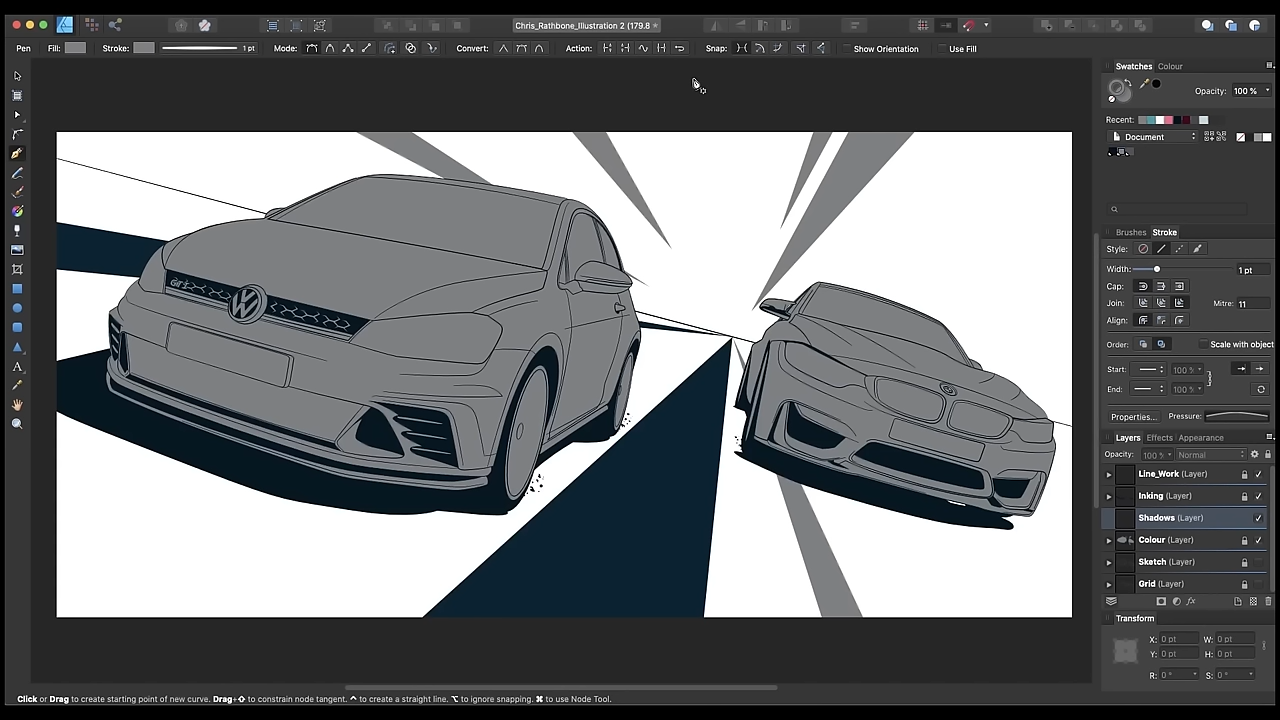 Chris_Rathbone_Illustration 2 (179.8
Pen Fill: Stroke: 1 pt Mode: Convert: Action: Snap: Show Orientation Use Fill
Swatches Colour
Opacity: 100 %
Recent:
Document
Brushes Stroke
Style:
Width: 1 pt
Cap:
Join: Mitre: 11
Align:
Order: Scale with object
Start: 100 %
End: 100 %
Properties... Pressure:
Layers Effects Appearance
Opacity: 100 % Normal
Line_Work (Layer)
Inking (Layer)
Shadows (Layer)
Colour (Layer)
Sketch (Layer)
Grid (Layer)
fx
Transform
X: 0 pt W: 0 pt
Y: 0 pt H: 0 pt
R: 0 ° S: 0 °
Click or Drag to create starting point of new curve. Drag+⇧ to constrain node tangent. ^ to create a straight line. ⌥ to ignore snapping. ⌘ to use Node Tool.